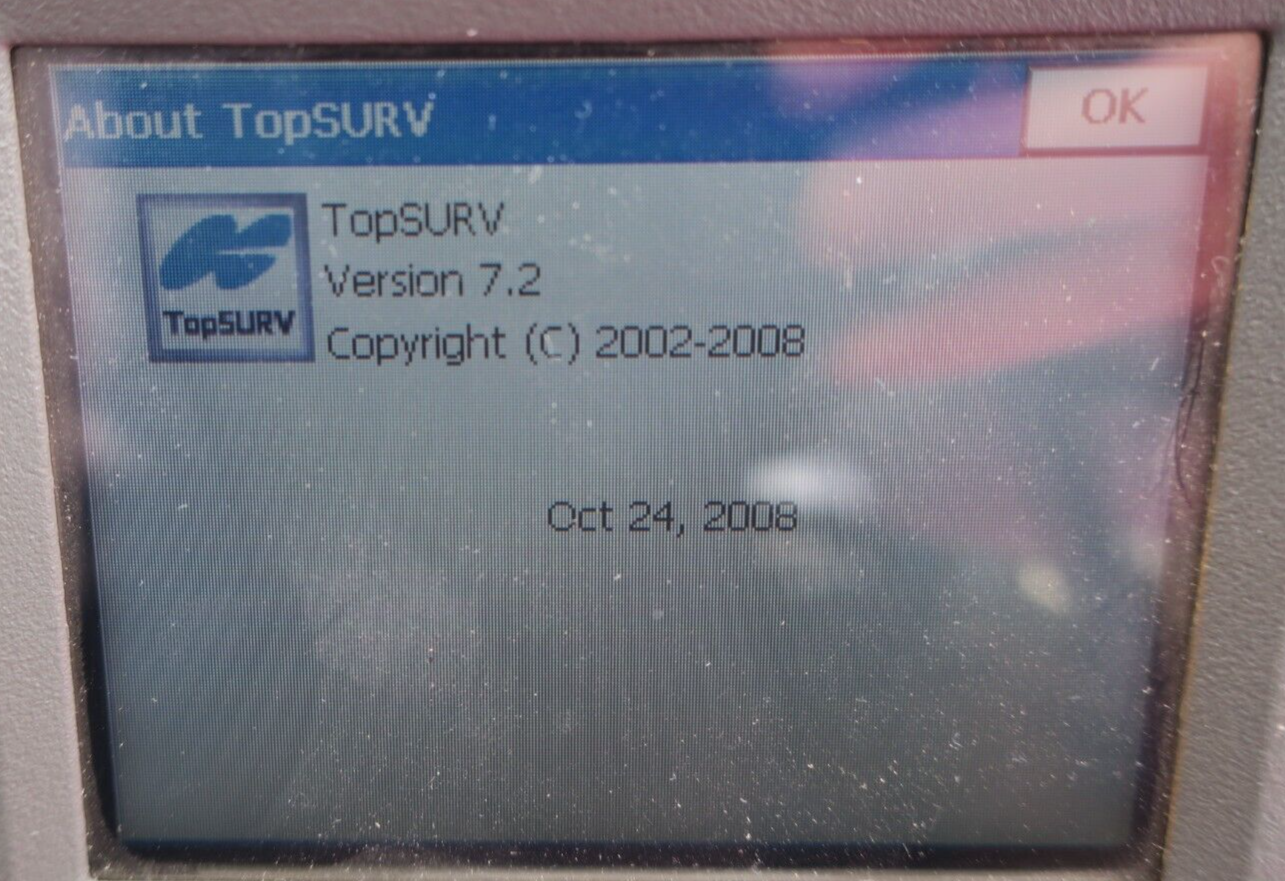 About TopSURV
OK
TopSURV
Version 7.2
TopSURV
Copyright (C) 2002-2008
Oct 24, 2008